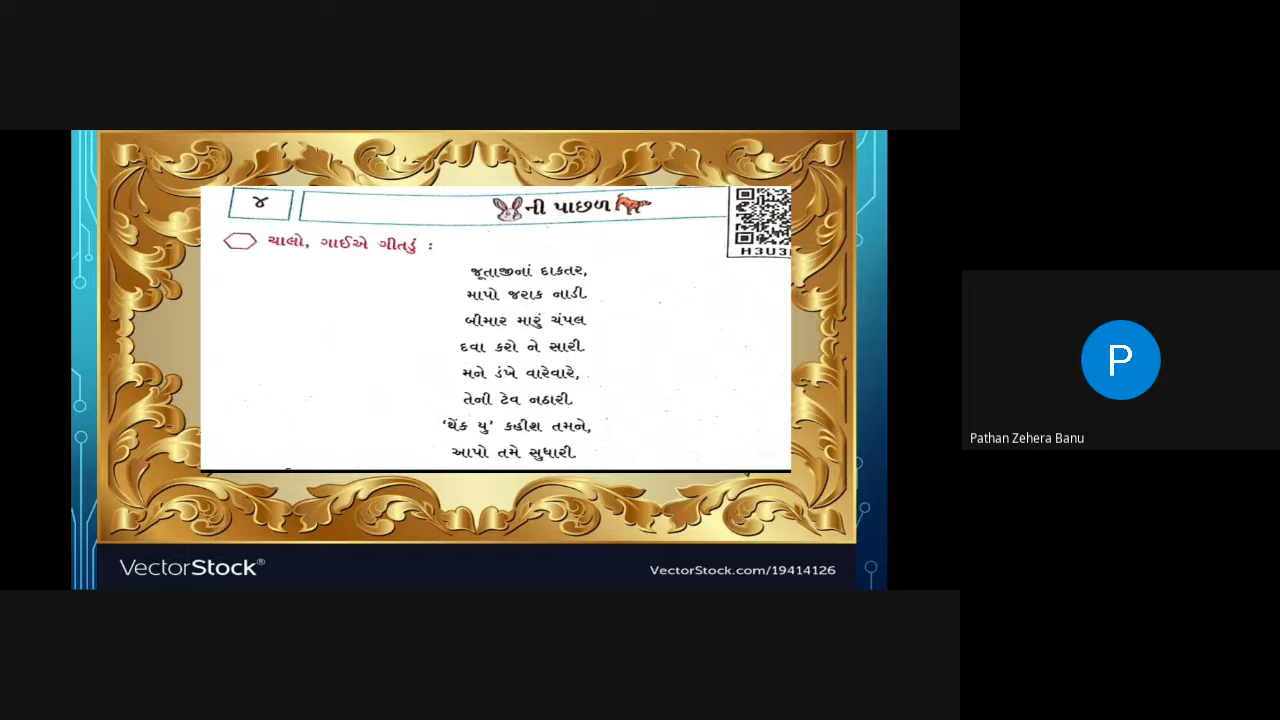 ૪
ની પાછળ
H3U3
ચાલો, ગાઈએ ગીતડું :
જૂતાજીનાં દાકતર,
માપો જરાક નાડી.
બીમાર મારું ચંપલ
દવા કરો ને સારી.
મને ડંખે વારેવારે,
તેની ટેવ નઠારી.
‘થેંક યુ’ કહીશ તમને,
આપો તમે સુધારી.
VectorStock®
VectorStock.com/19414126
P
Pathan Zehera Banu